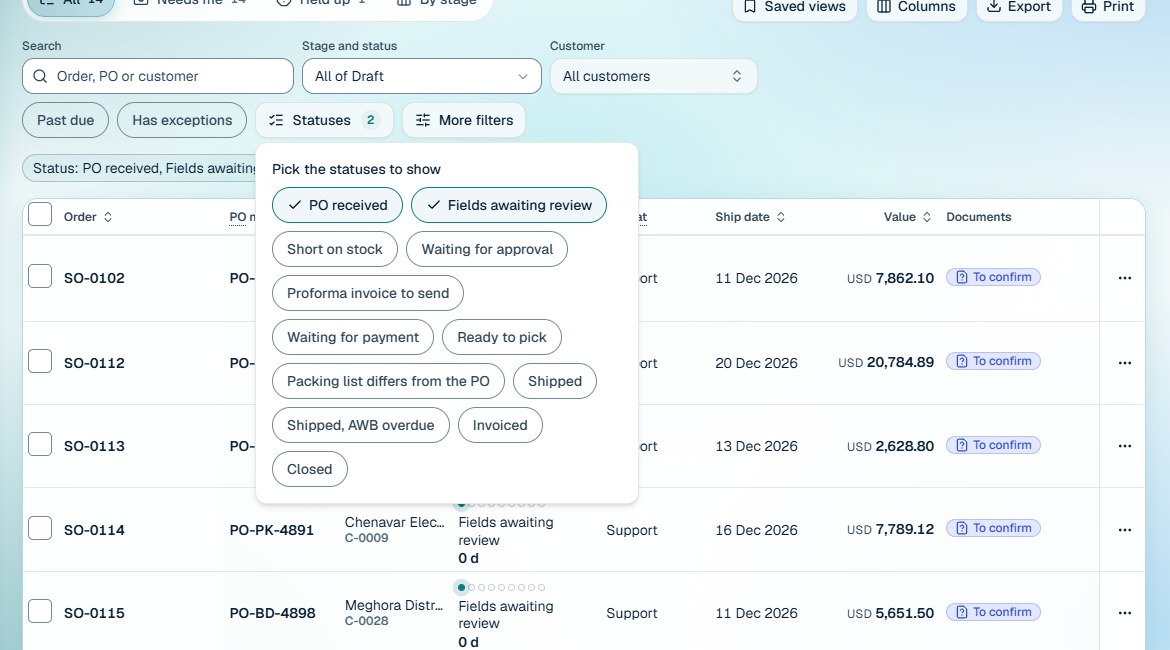 All 14 Needs me 14 Held up 1 By stage
Saved views Columns Export Print
Search Stage and status Customer
Order, PO or customer All of Draft All customers
Past due Has exceptions Statuses 2 More filters
Status: PO received, Fields awaiting
Pick the statuses to show
PO received Fields awaiting review
Short on stock Waiting for approval
Proforma invoice to send
Waiting for payment Ready to pick
Packing list differs from the PO Shipped
Shipped, AWB overdue Invoiced
Closed
Order PO Ship date Value Documents
SO-0102 PO- 11 Dec 2026 USD 7,862.10 To confirm
SO-0112 PO- 20 Dec 2026 USD 20,784.89 To confirm
SO-0113 PO- 13 Dec 2026 USD 2,628.80 To confirm
SO-0114 PO-PK-4891 Chenavar Elec... Fields awaiting review Support 16 Dec 2026 USD 7,789.12 To confirm
C-0009
0 d
SO-0115 PO-BD-4898 Meghora Distr... Fields awaiting review Support 11 Dec 2026 USD 5,651.50 To confirm
C-0028
0 d